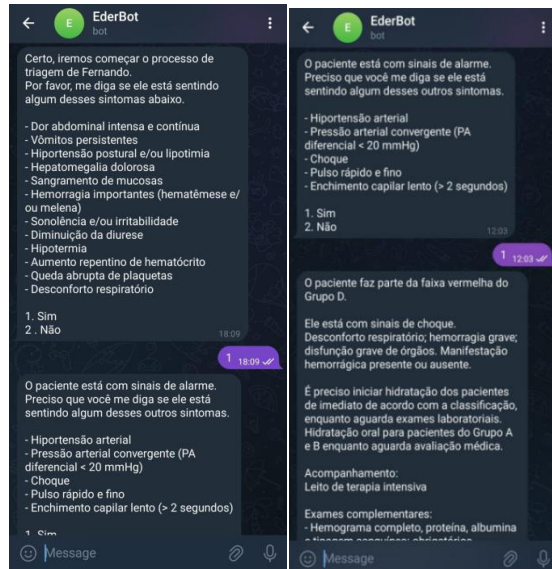 EderBot
bot
Certo, iremos começar o processo de
triagem de Fernando.
Por favor, me diga se ele está sentindo
algum desses sintomas abaixo.
- Dor abdominal intensa e contínua
- Vômitos persistentes
- Hiportensão postural e/ou lipotimia
- Hepatomegalia dolorosa
- Sangramento de mucosas
- Hemorragia importantes (hematêmese e/
ou melena)
- Sonolência e/ou irritabilidade
- Diminuição da diurese
- Hipotermia
- Aumento repentino de hematócrito
- Queda abrupta de plaquetas
- Desconforto respiratório
1. Sim
2 . Não
18:09
1 18:09
O paciente está com sinais de alarme.
Preciso que você me diga se ele está
sentindo algum desses outros sintomas.
- Hiportensão arterial
- Pressão arterial convergente (PA
diferencial < 20 mmHg)
- Choque
- Pulso rápido e fino
- Enchimento capilar lento (> 2 segundos)
1. Sim
Message
EderBot
bot
O paciente está com sinais de alarme.
Preciso que você me diga se ele está
sentindo algum desses outros sintomas.
- Hiportensão arterial
- Pressão arterial convergente (PA
diferencial < 20 mmHg)
- Choque
- Pulso rápido e fino
- Enchimento capilar lento (> 2 segundos)
1. Sim
2. Não
12:03
1 12:03
O paciente faz parte da faixa vermelha do
Grupo D.
Ele está com sinais de choque.
Desconforto respiratório; hemorragia grave;
disfunção grave de órgãos. Manifestação
hemorrágica presente ou ausente.
É preciso iniciar hidratação dos pacientes
de imediato de acordo com a classificação,
enquanto aguarda exames laboratoriais.
Hidratação oral para pacientes do Grupo A
e B enquanto aguarda avaliação médica.
Acompanhamento:
Leito de terapia intensiva
Exames complementares:
- Hemograma completo, proteína, albumina
Message